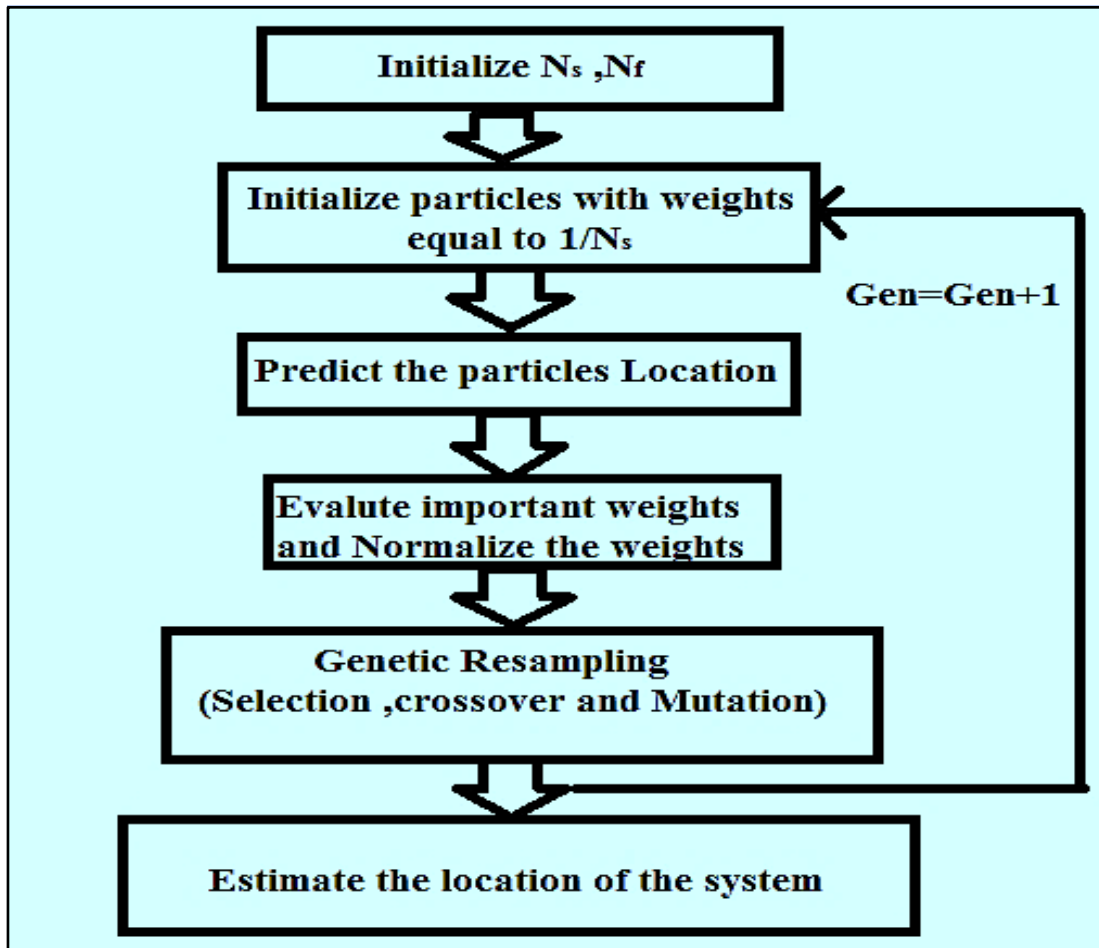 Initialize Ns ,Nf
Initialize particles with weights
equal to 1/Ns
Gen=Gen+1
Predict the particles Location
Evalute important weights
and Normalize the weights
Genetic Resampling
(Selection ,crossover and Mutation)
Estimate the location of the system